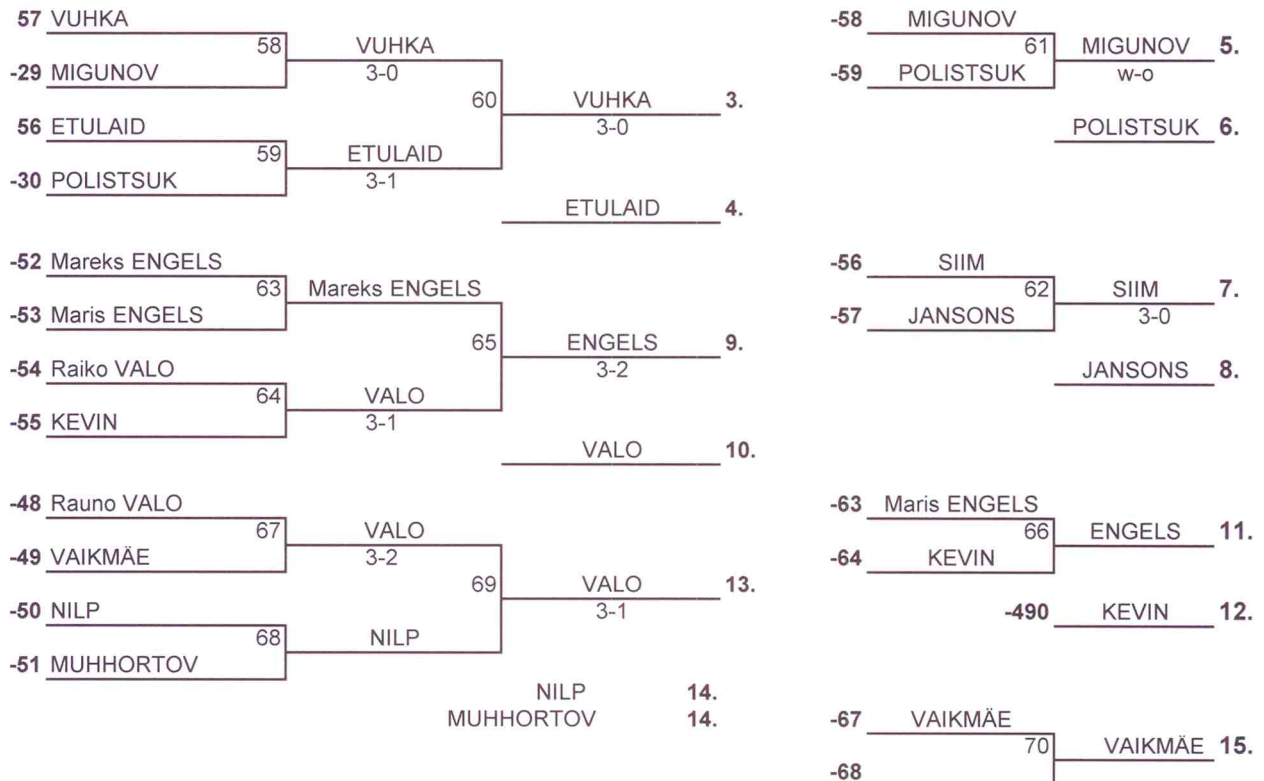 57 VUHKA
58 VUHKA
-29 MIGUNOV
3-0
60 VUHKA 3.
3-0
56 ETULAID
59 ETULAID
-30 POLISTSUK
3-1
ETULAID 4.
-52 Mareks ENGELS
63 Mareks ENGELS
-53 Maris ENGELS
65 ENGELS 9.
3-2
-54 Raiko VALO
64 VALO
-55 KEVIN
3-1
VALO 10.
-48 Rauno VALO
67 VALO
-49 VAIKMÄE
3-2
69 VALO 13.
3-1
-50 NILP
68 NILP
-51 MUHHORTOV
NILP 14.
MUHHORTOV 14.
-58 MIGUNOV
61 MIGUNOV 5.
-59 POLISTSUK
w-o
POLISTSUK 6.
-56 SIIM
62 SIIM 7.
-57 JANSONS
3-0
JANSONS 8.
-63 Maris ENGELS
66 ENGELS 11.
-64 KEVIN
-490 KEVIN 12.
-67 VAIKMÄE
70 VAIKMÄE 15.
-68